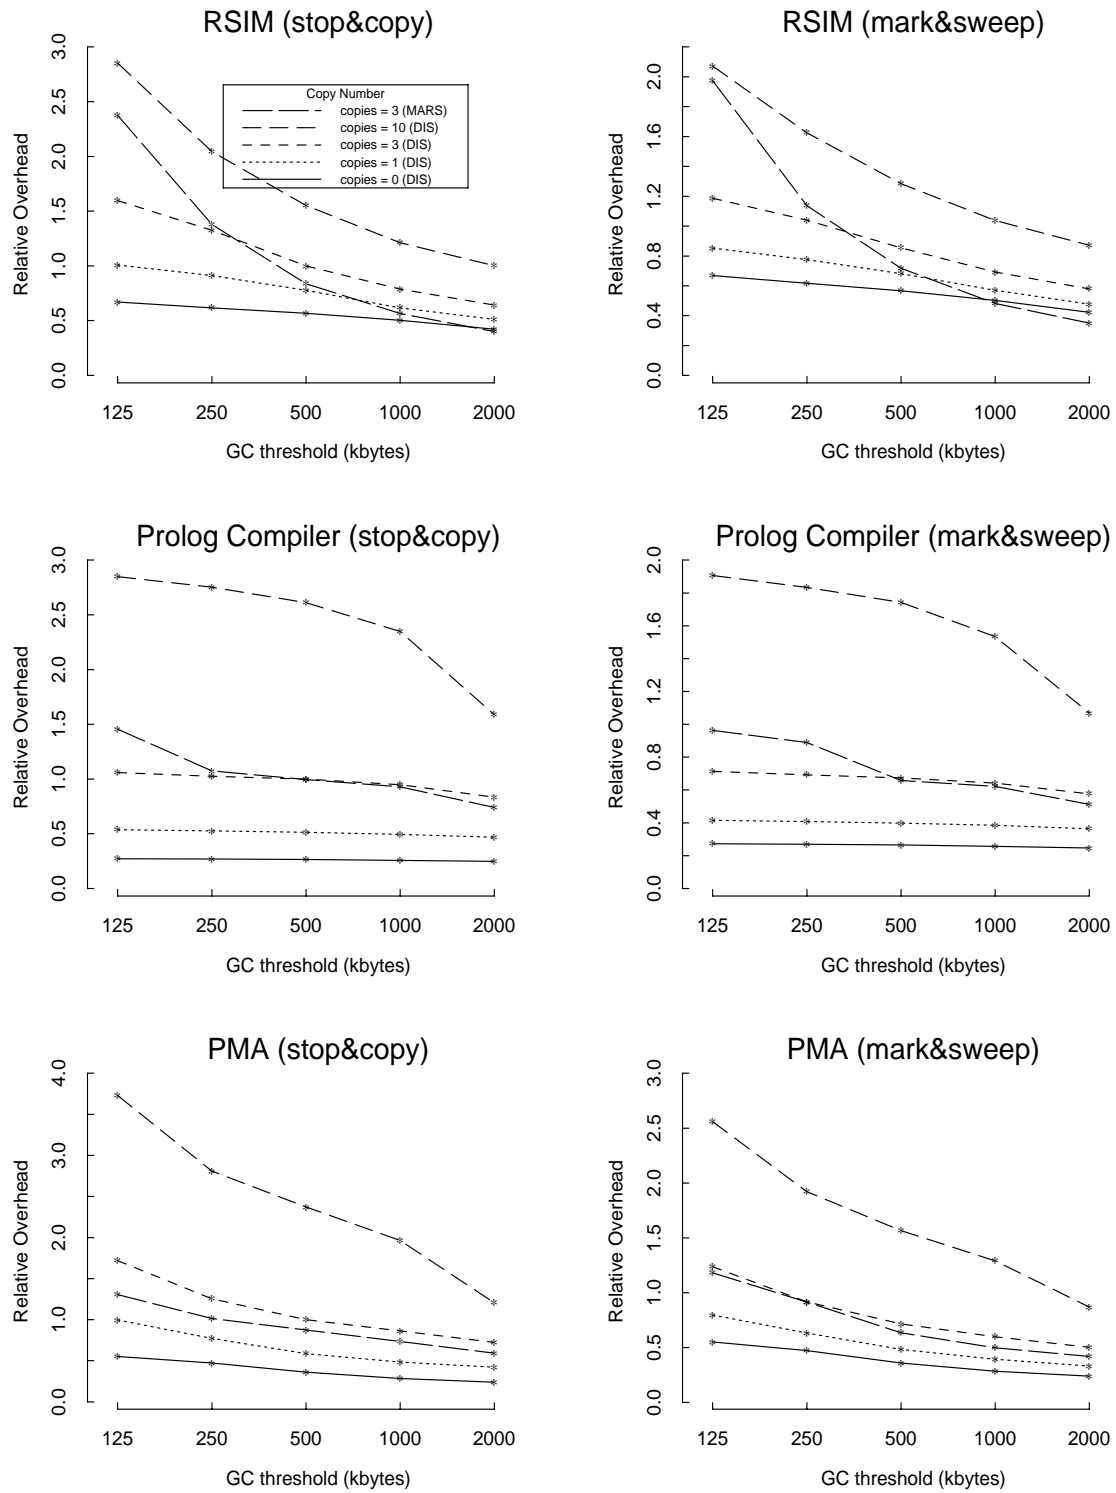 RSIM (stop&copy)
Relative Overhead
3.0
2.5
2.0
1.5
1.0
0.5
0.0
Copy Number
copies = 3 (MARS)
copies = 10 (DIS)
copies = 3 (DIS)
copies = 1 (DIS)
copies = 0 (DIS)
125 250 500 1000 2000
GC threshold (kbytes)
RSIM (mark&sweep)
Relative Overhead
2.0
1.6
1.2
0.8
0.4
0.0
125 250 500 1000 2000
GC threshold (kbytes)
Prolog Compiler (stop&copy)
Relative Overhead
3.0
2.5
2.0
1.5
1.0
0.5
0.0
125 250 500 1000 2000
GC threshold (kbytes)
Prolog Compiler (mark&sweep)
Relative Overhead
2.0
1.6
1.2
0.8
0.4
0.0
125 250 500 1000 2000
GC threshold (kbytes)
PMA (stop&copy)
Relative Overhead
4.0
3.0
2.0
1.0
0.0
125 250 500 1000 2000
GC threshold (kbytes)
PMA (mark&sweep)
Relative Overhead
3.0
2.5
2.0
1.5
1.0
0.5
0.0
125 250 500 1000 2000
GC threshold (kbytes)